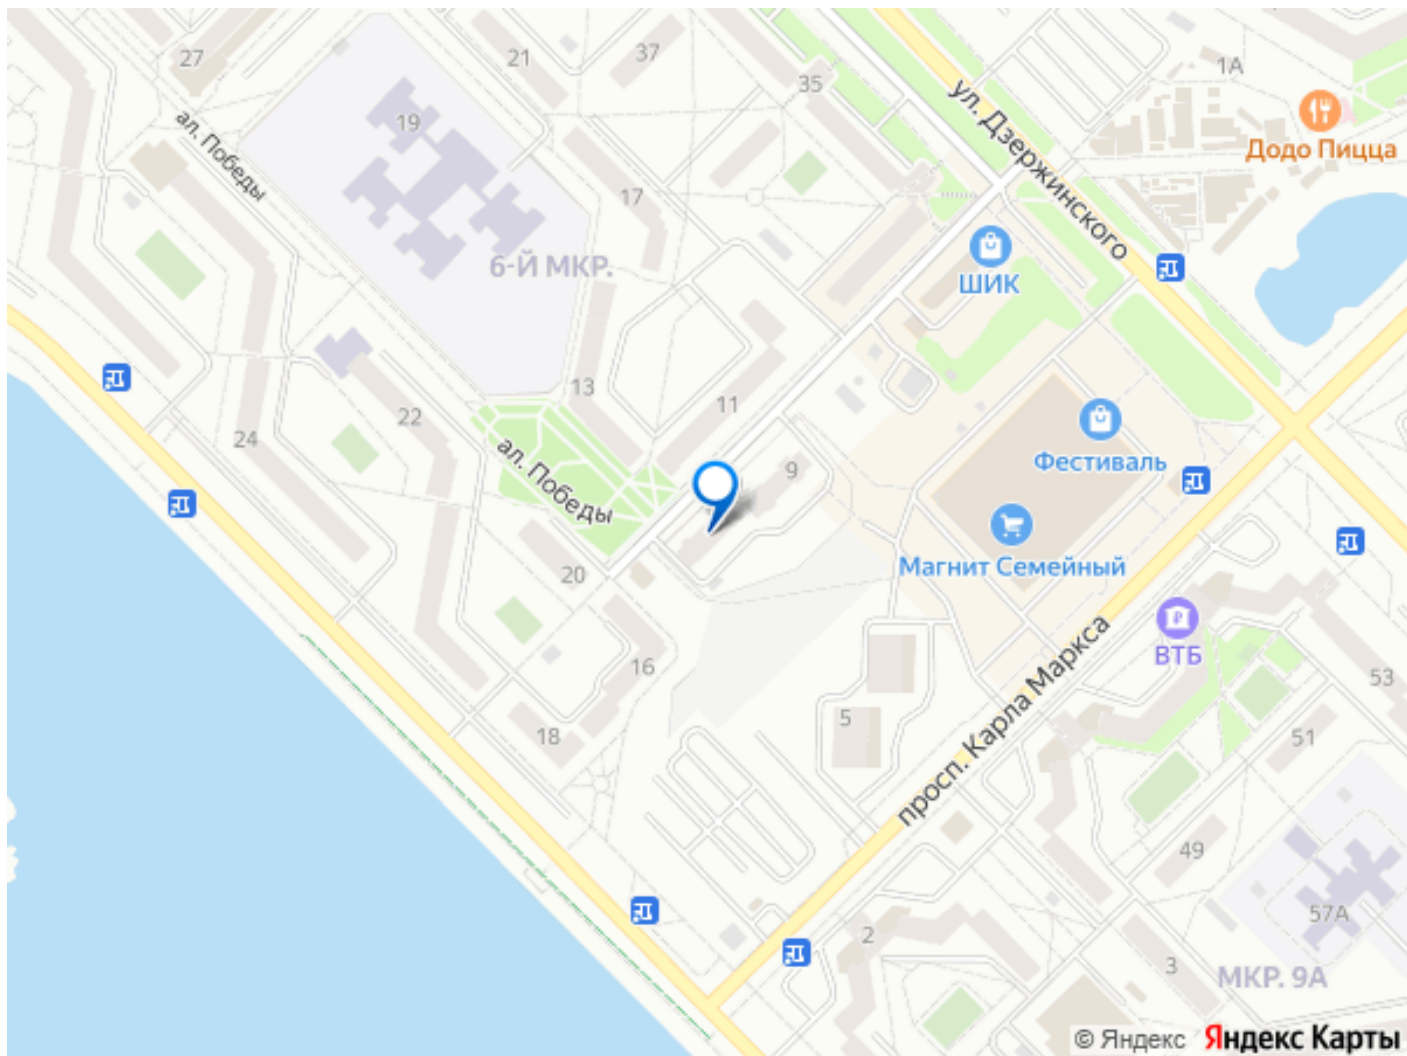 27
21
37
35
1А
ул. Дзержинского
Додо Пицца
ал. Победы
19
17
6-Й МКР.
ШИК
13
11
22
24
ал. Победы
9
Фестиваль
Магнит Семейный
20
16
18
5
просп. Карла Маркса
ВТБ
53
51
49
57А
2
3
МКР. 9А
© Яндекс Яндекс Карты